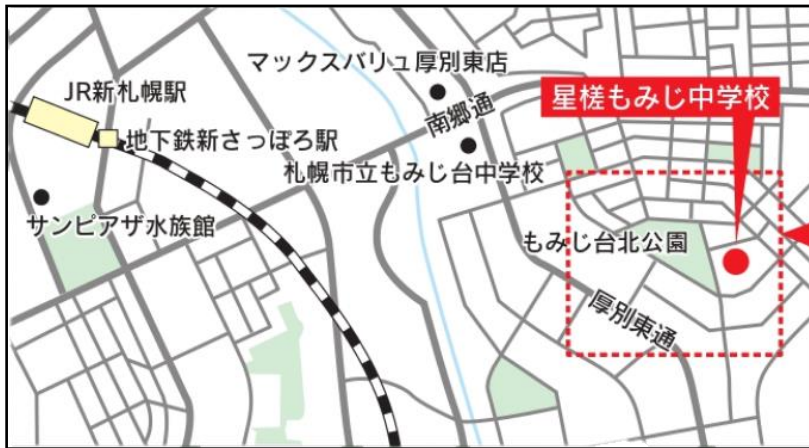 マックスバリュ厚別東店
JR新札幌駅
星槎もみじ中学校
南郷通
地下鉄新さっぽろ駅
札幌市立もみじ台中学校
サンピアザ水族館
もみじ台北公園
厚別東通